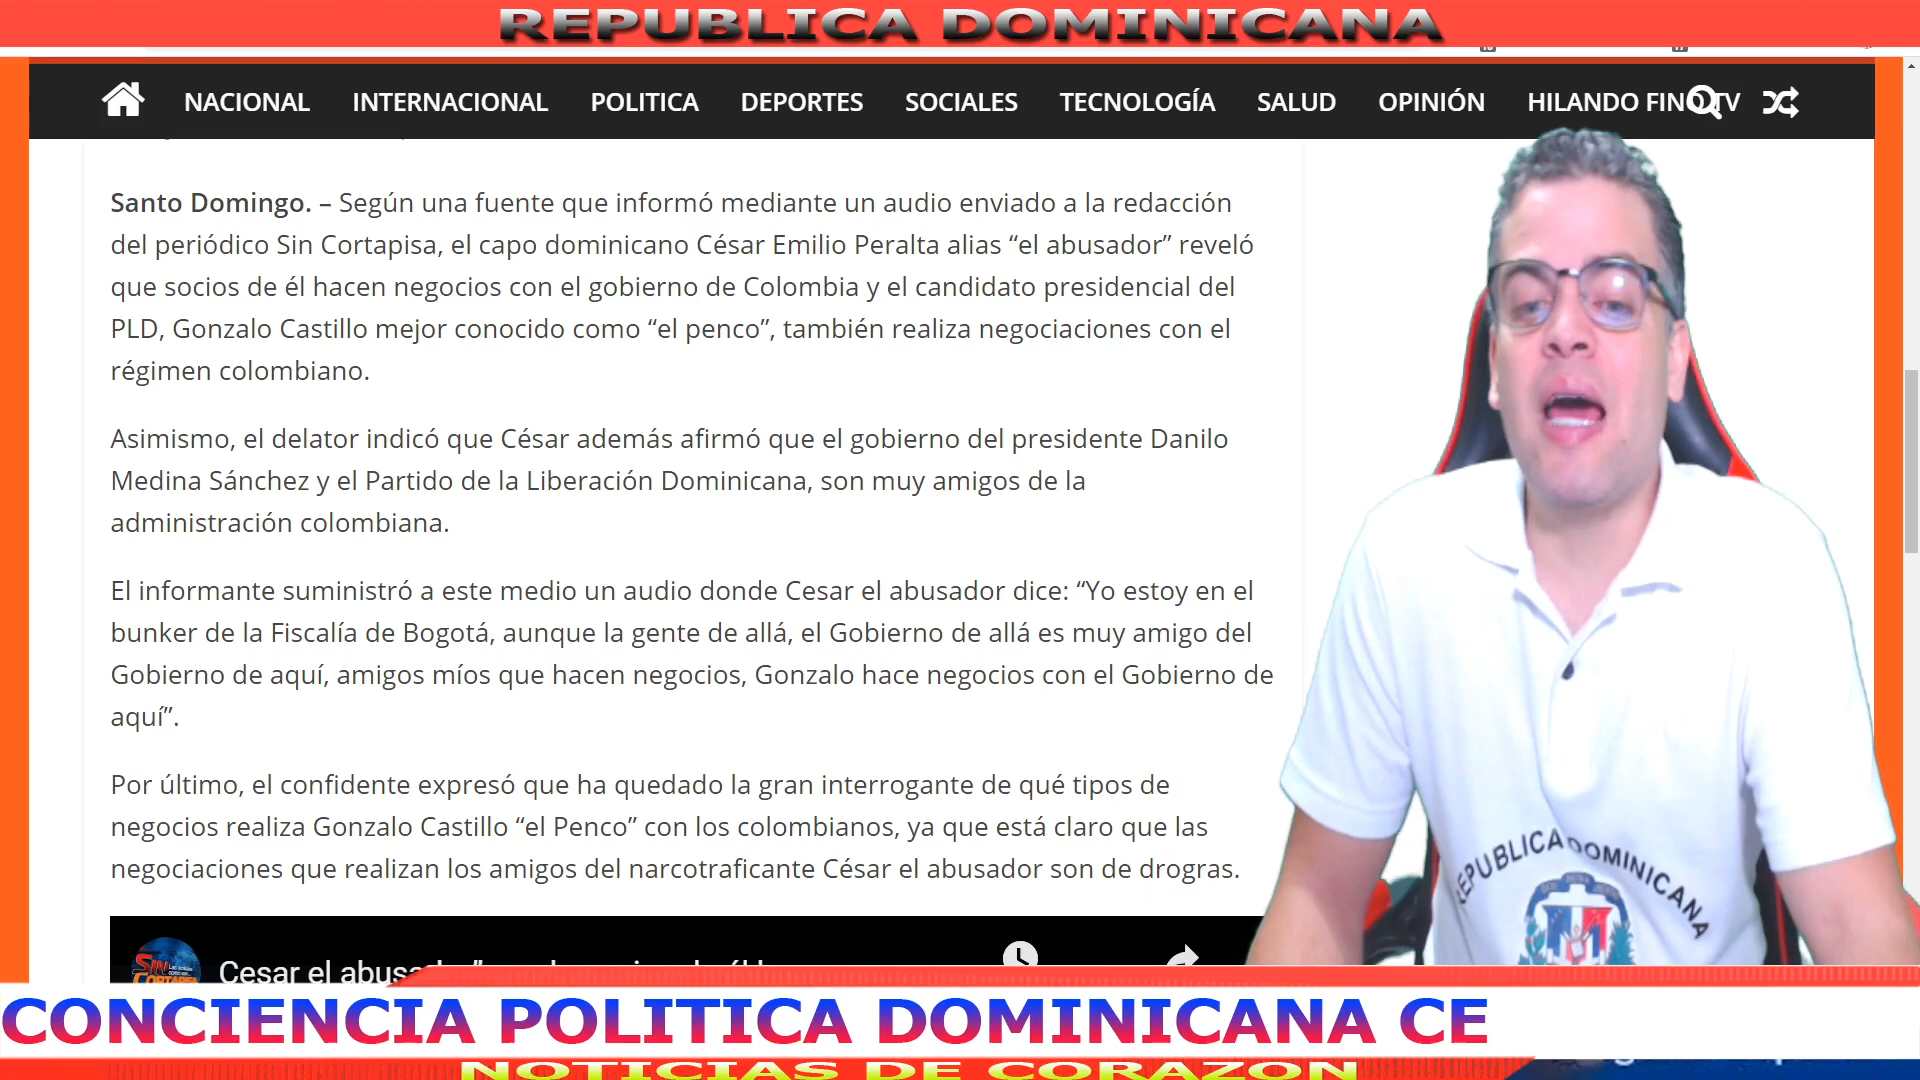 REPUBLICA DOMINICANA
NACIONAL INTERNACIONAL POLITICA DEPORTES SOCIALES TECNOLOGÍA SALUD OPINIÓN HILANDO FINO TV
Santo Domingo. – Según una fuente que informó mediante un audio enviado a la redacción
del periódico Sin Cortapisa, el capo dominicano César Emilio Peralta alias “el abusador” reveló
que socios de él hacen negocios con el gobierno de Colombia y el candidato presidencial del
PLD, Gonzalo Castillo mejor conocido como “el penco”, también realiza negociaciones con el
régimen colombiano.
Asimismo, el delator indicó que César además afirmó que el gobierno del presidente Danilo
Medina Sánchez y el Partido de la Liberación Dominicana, son muy amigos de la
administración colombiana.
El informante suministró a este medio un audio donde Cesar el abusador dice: “Yo estoy en el
bunker de la Fiscalía de Bogotá, aunque la gente de allá, el Gobierno de allá es muy amigo del
Gobierno de aquí, amigos míos que hacen negocios, Gonzalo hace negocios con el Gobierno de
aquí”.
Por último, el confidente expresó que ha quedado la gran interrogante de qué tipos de
negocios realiza Gonzalo Castillo “el Penco” con los colombianos, ya que está claro que las
negociaciones que realizan los amigos del narcotraficante César el abusador son de drogras.
REPUBLICA DOMINICANA
SIN
CORTAPISA
Cesar el
CONCIENCIA POLITICA DOMINICANA CE
NOTICIAS DE CORAZON